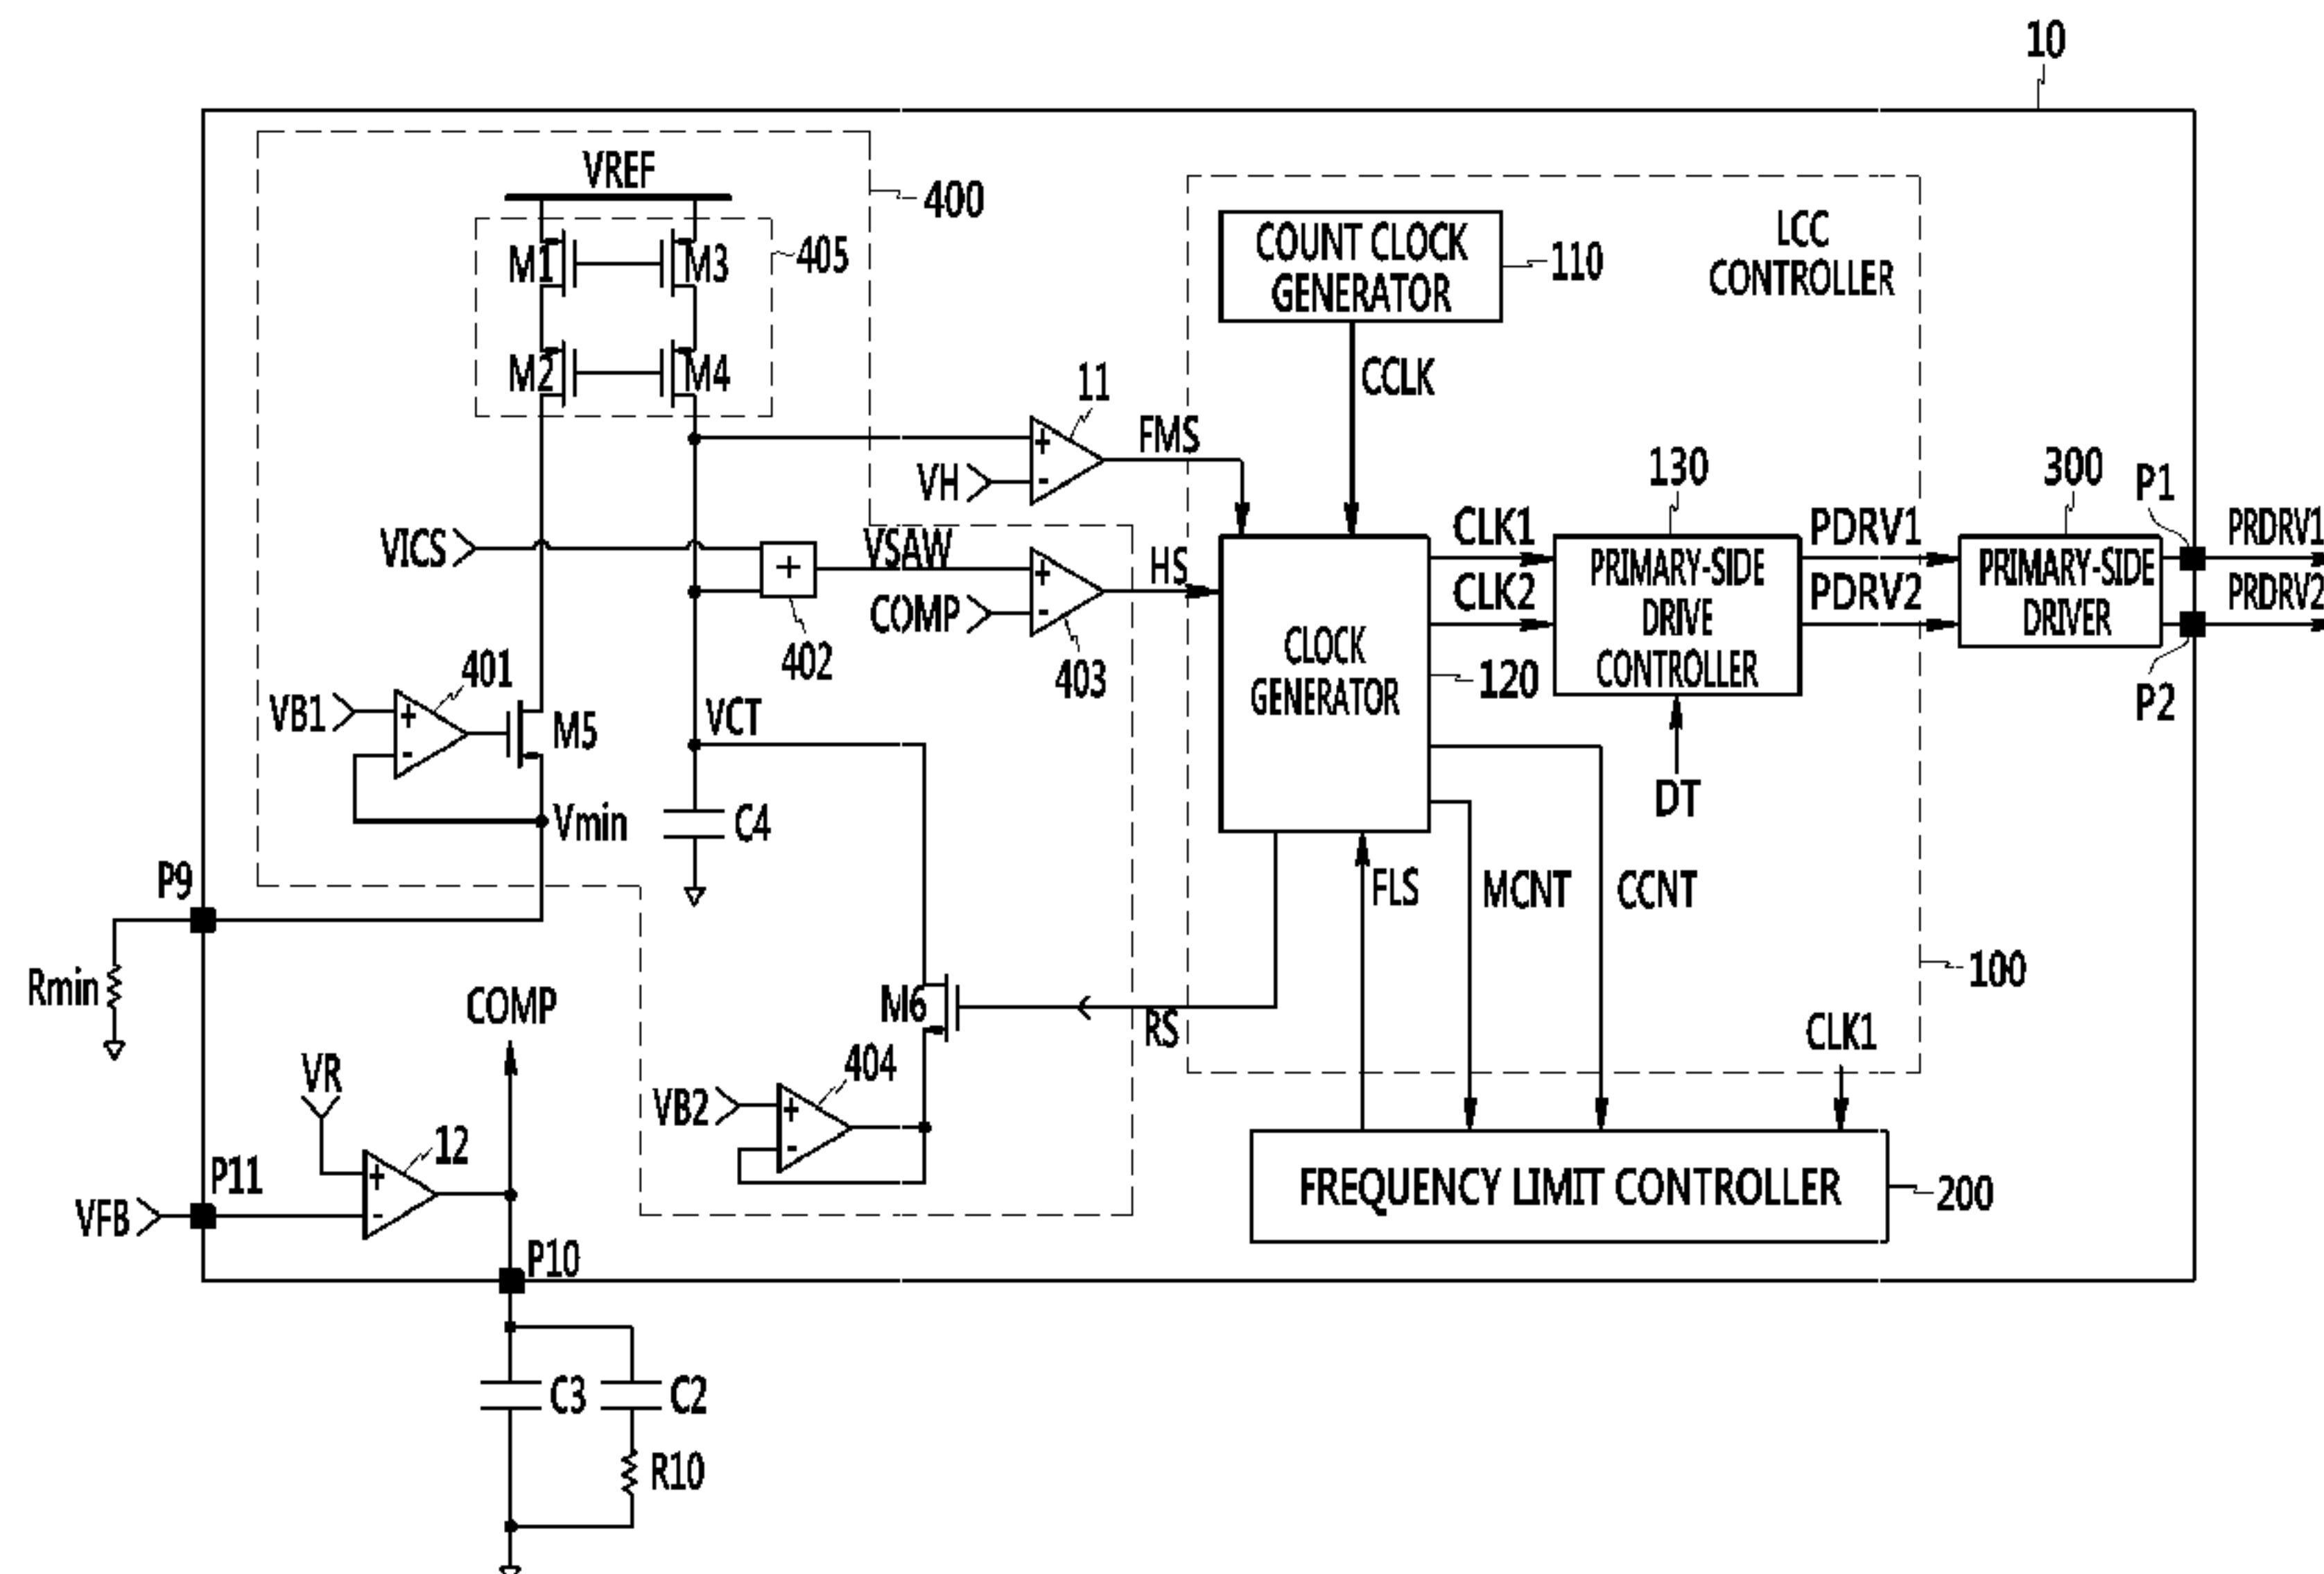 10
VREF
400
M1
M3
405
M2
M4
COUNT CLOCK
GENERATOR
110
LCC
CONTROLLER
CCLK
11
+
-
FMS
VH
VICS
+
VSAW
402
+
-
COMP
403
HS
CLOCK
GENERATOR
120
CLK1
CLK2
130
PRIMARY-SIDE
DRIVE
CONTROLLER
DT
PDRV1
PDRV2
300
PRIMARY-SIDE
DRIVER
P1
P2
PRDRV1
PRDRV2
VB1
+
-
401
M5
Vmin
VCT
C4
P9
Rmin
FLS
MCNT
CCNT
100
CLK1
M6
RS
VB2
+
-
404
COMP
VR
+
-
12
P11
VFB
P10
FREQUENCY LIMIT CONTROLLER
200
C3
C2
R10